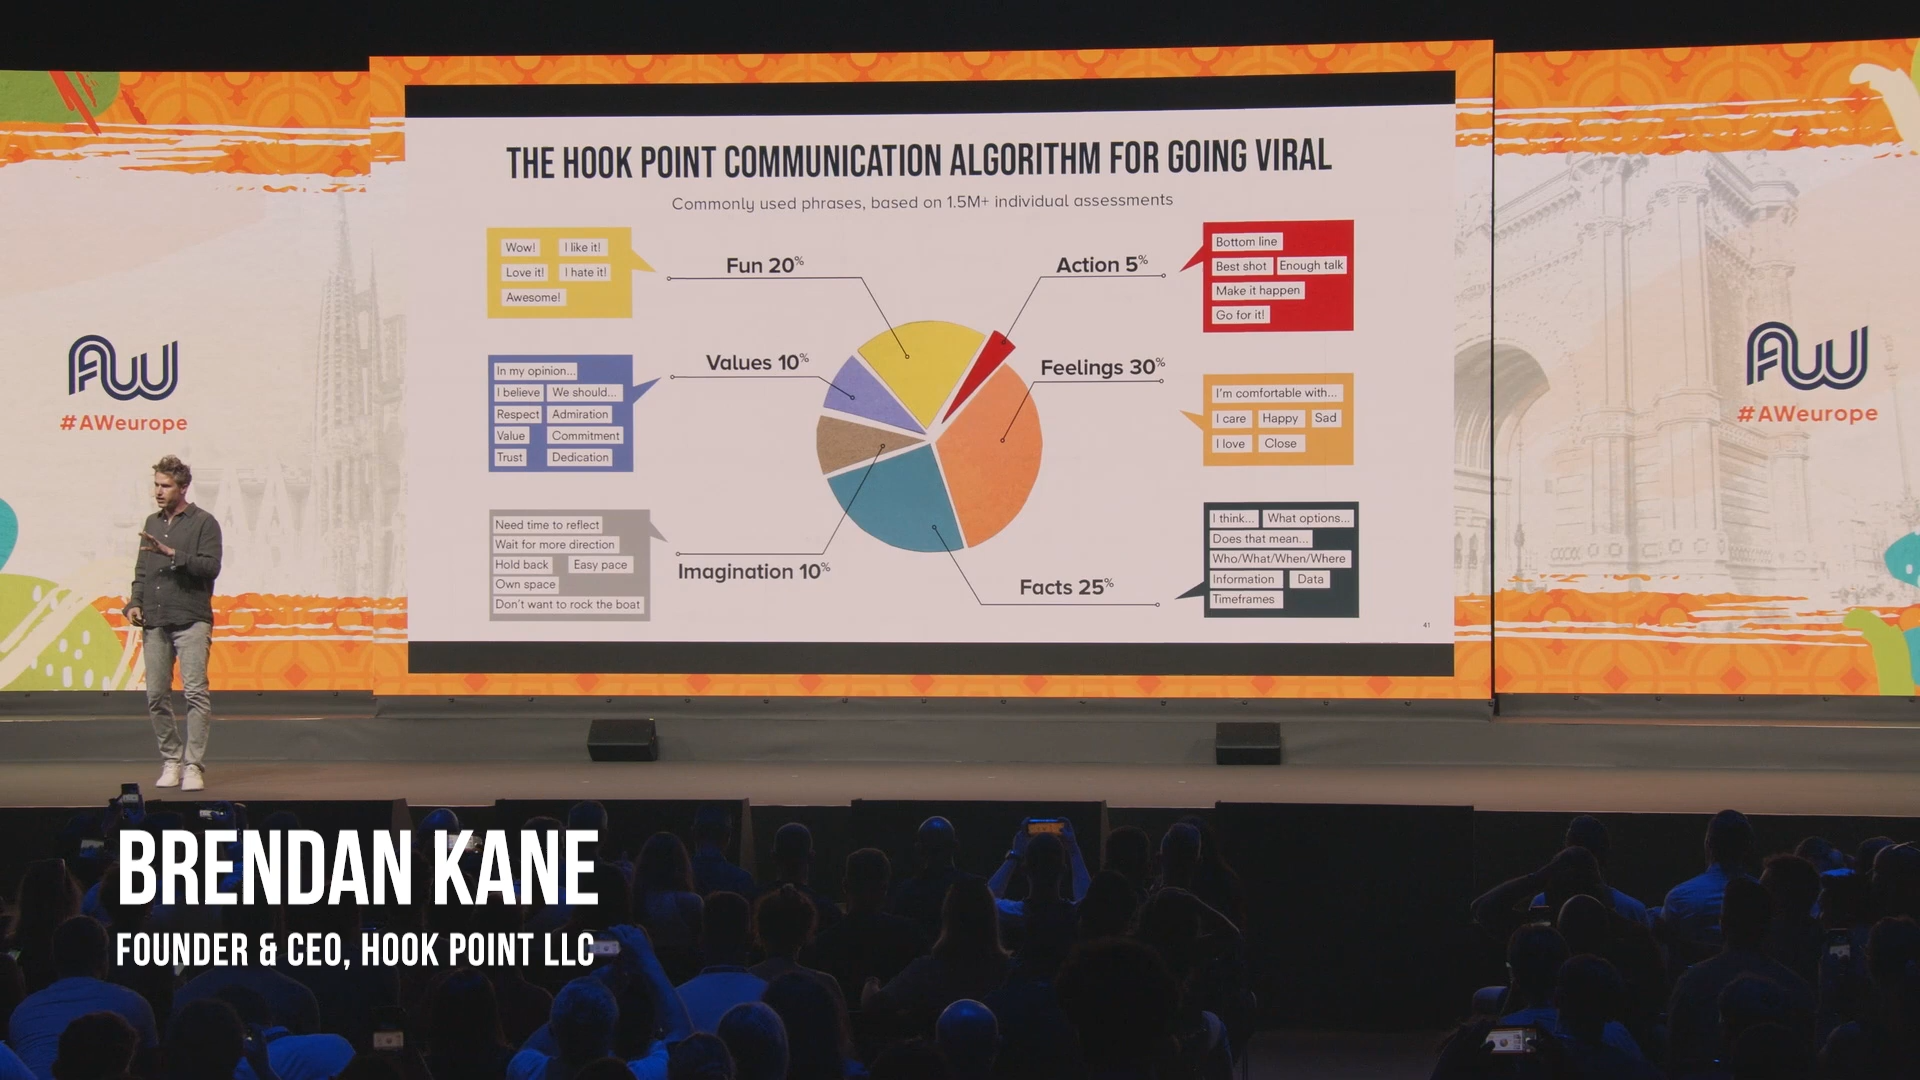 THE HOOK POINT COMMUNICATION ALGORITHM FOR GOING VIRAL
Commonly used phrases, based on 1.5M+ individual assessments
Wow! I like it!
Love it! I hate it!
Awesome!
Fun 20%
Action 5%
Bottom line
Best shot Enough talk
Make it happen
Go for it!
In my opinion...
I believe We should...
Respect Admiration
Value Commitment
Trust Dedication
Values 10%
Feelings 30%
I'm comfortable with...
I care Happy Sad
I love Close
Need time to reflect
Wait for more direction
Hold back Easy pace
Own space
Don't want to rock the boat
Imagination 10%
Facts 25%
I think... What options...
Does that mean...
Who/What/When/Where
Information Data
Timeframes
41
AW
#AWeurope
AW
#AWeurope
BRENDAN KANE
FOUNDER & CEO, HOOK POINT LLC